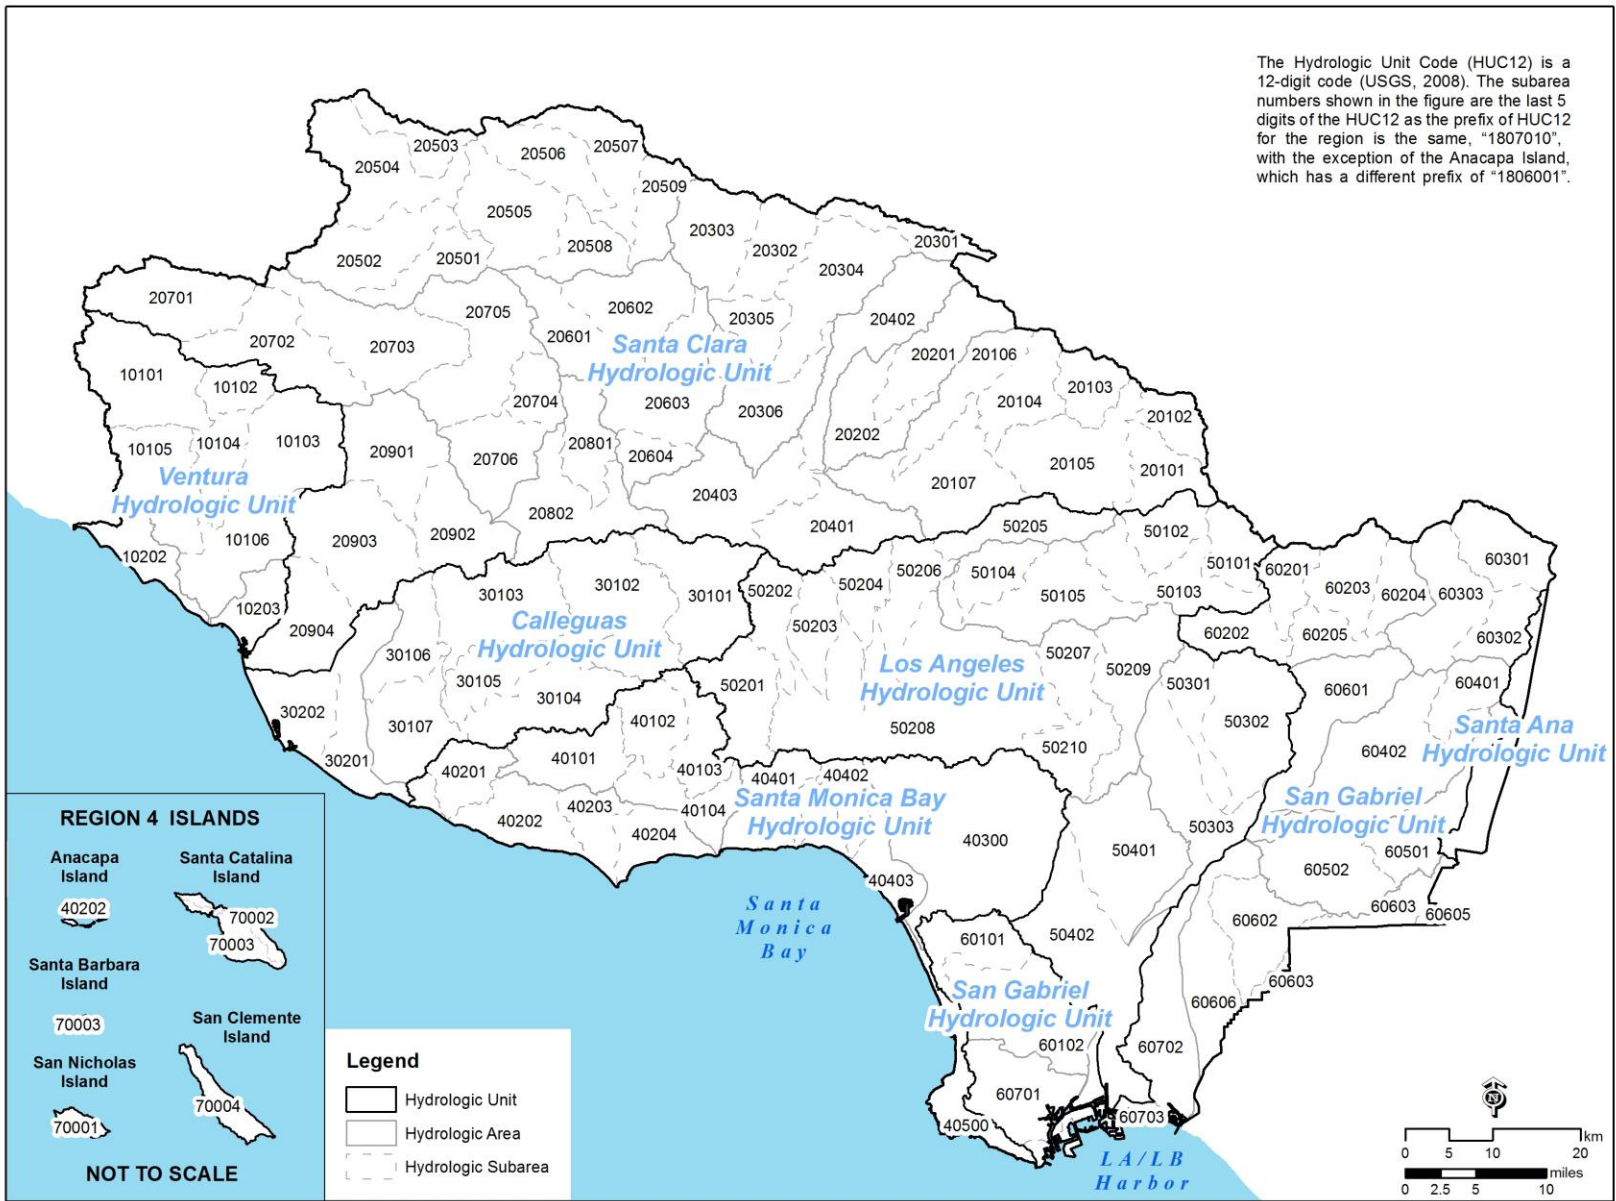 The Hydrologic Unit Code (HUC12) is a
12-digit code (USGS, 2008). The subarea
numbers shown in the figure are the last 5
digits of the HUC12 as the prefix of HUC12
for the region is the same, “1807010”,
with the exception of the Anacapa Island,
which has a different prefix of “1806001”.
20503
20504
20506
20507
20509
20505
20508
20501
20502
20303
20302
20301
20304
20701
20705
20602
20305
20402
20702
20703
20601
Santa Clara
Hydrologic Unit
20201
20106
20103
10101
10102
20704
20603
20306
20104
20102
10105
10104
10103
20901
20706
20801
20604
20202
20107
20105
20101
Ventura
Hydrologic Unit
20403
20802
20401
50205
50102
10202
10106
20903
20902
50101
60301
30103
30102
30101
50202
50204
50206
50104
50105
50103
60201
60203
60204
60303
10203
20904
Calleguas
Hydrologic Unit
50203
60202
60205
60302
30106
30105
30104
50201
Los Angeles
Hydrologic Unit
50207
50209
50301
60601
60401
30202
30107
40102
50208
50210
50302
Santa Ana
Hydrologic Unit
60402
30201
40201
40101
40103
40401
40402
40202
40203
40204
40104
Santa Monica Bay
Hydrologic Unit
San Gabriel
Hydrologic Unit
40300
50303
50401
60501
60502
40403
60603
60605
60602
Santa
Monica
Bay
60101
50402
60603
San Gabriel
Hydrologic Unit
60606
60102
60702
60701
40500
60703
LA/LB
Harbor
REGION 4 ISLANDS
Anacapa
Island
40202
Santa Catalina
Island
70002
70003
Santa Barbara
Island
70003
San Clemente
Island
70004
San Nicholas
Island
70001
NOT TO SCALE
Legend
Hydrologic Unit
Hydrologic Area
Hydrologic Subarea
N
km
0 5 10 20
miles
0 2.5 5 10